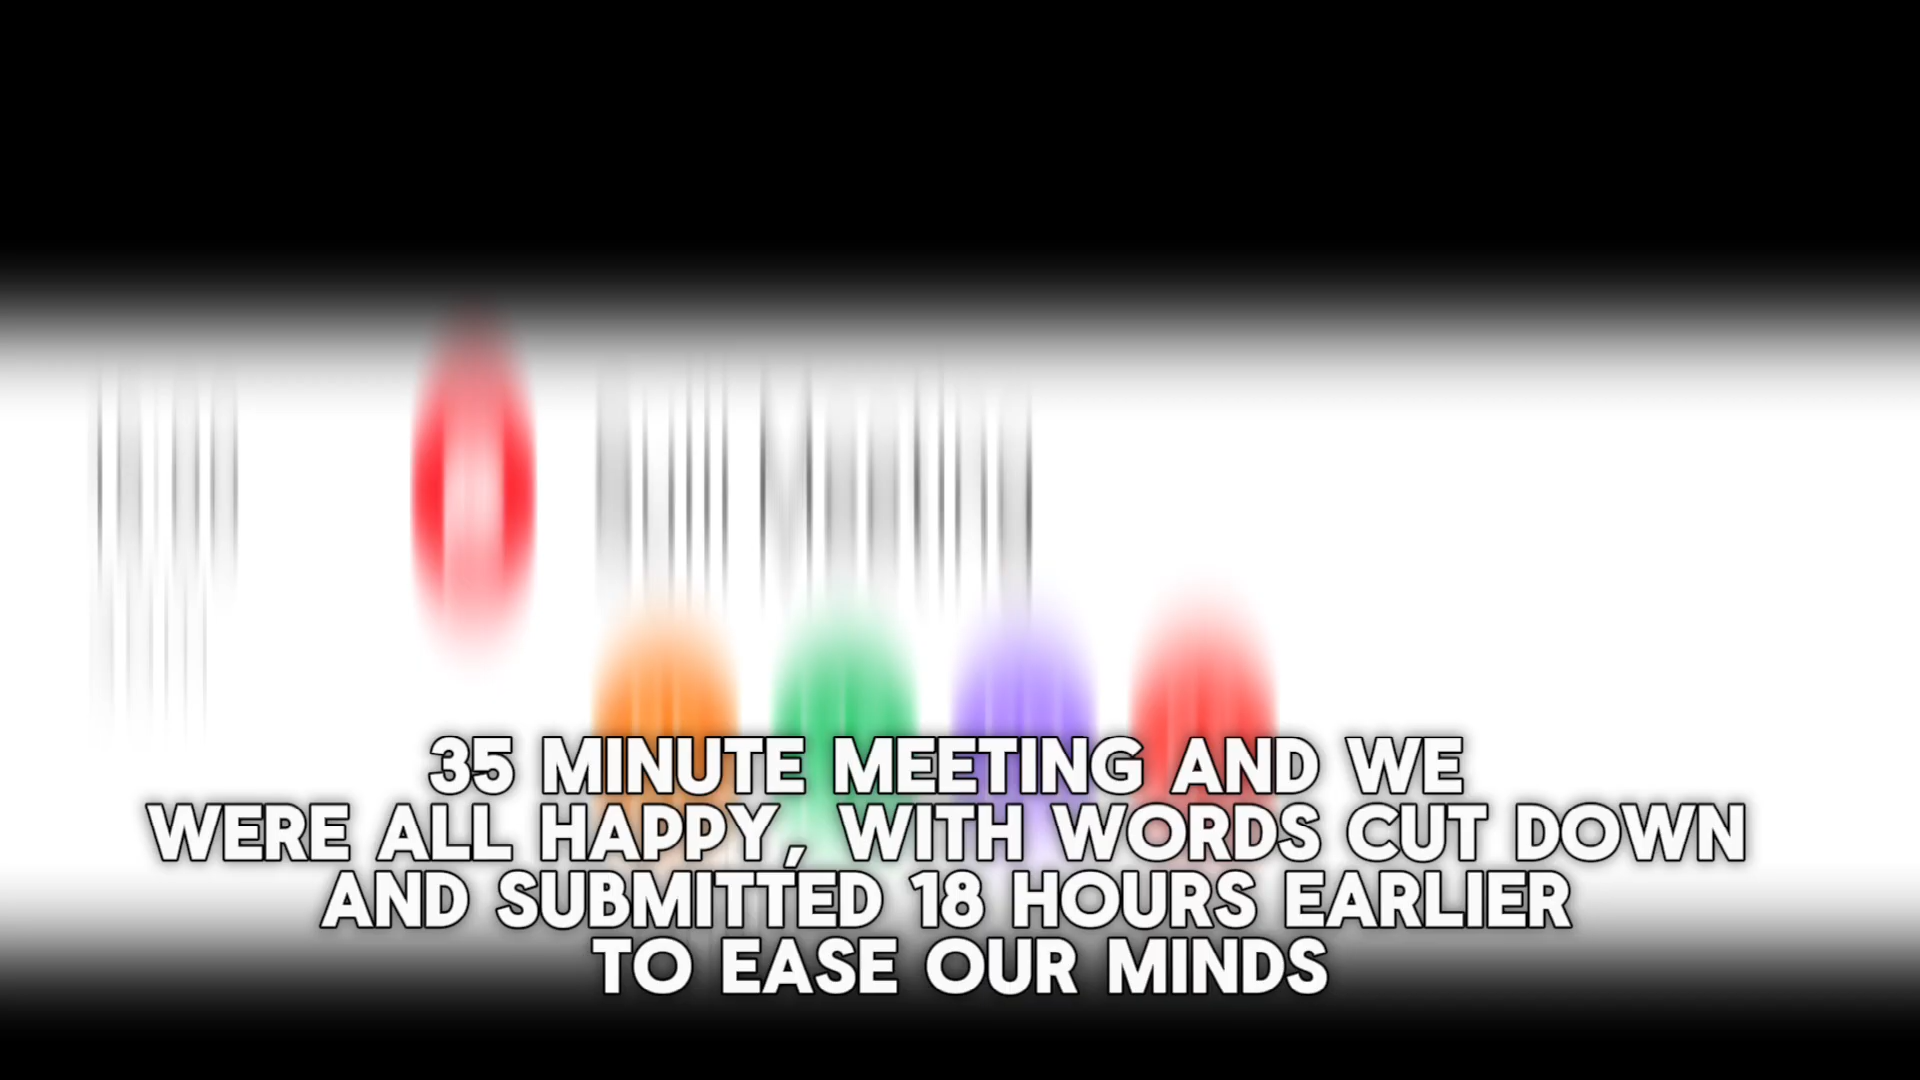 35 MINUTE MEETING AND WE
WERE ALL HAPPY, WITH WORDS CUT DOWN
AND SUBMITTED 18 HOURS EARLIER
TO EASE OUR MINDS